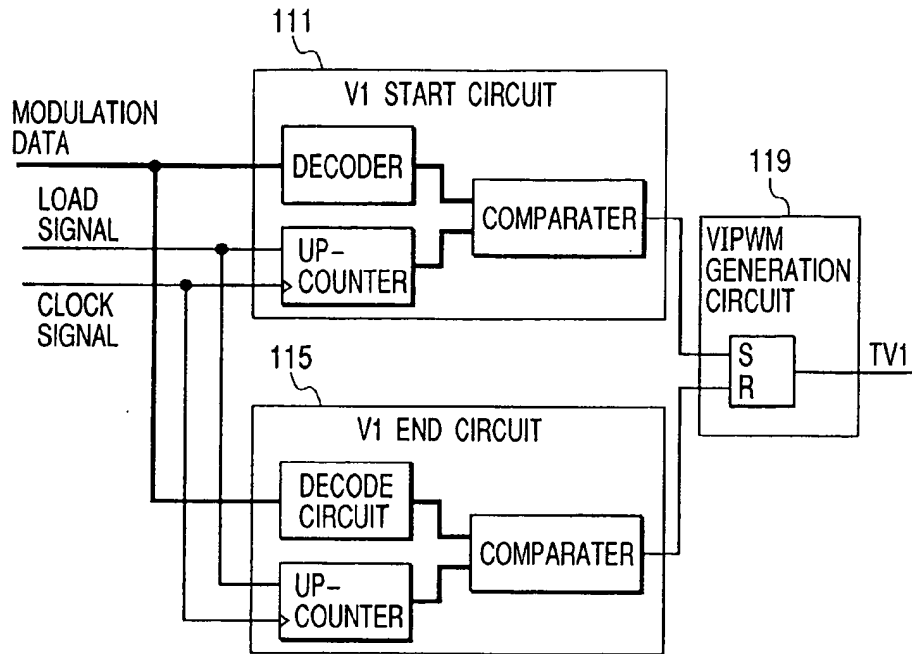 111
V1 START CIRCUIT
MODULATION
DATA
DECODER
LOAD
SIGNAL
COMPARATER
UP-
COUNTER
CLOCK
SIGNAL
119
VIPWM
GENERATION
CIRCUIT
S
R
TV1
115
V1 END CIRCUIT
DECODE
CIRCUIT
COMPARATER
UP-
COUNTER